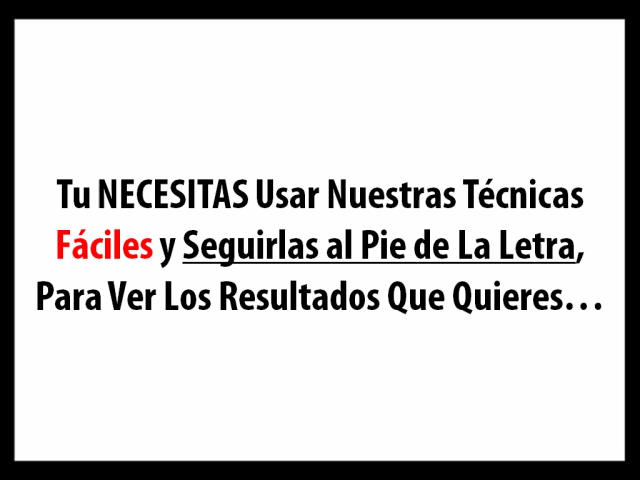 Tu NECESITAS Usar Nuestras Técnicas
Fáciles y Seguirlas al Pie de La Letra,
Para Ver Los Resultados Que Quieres…